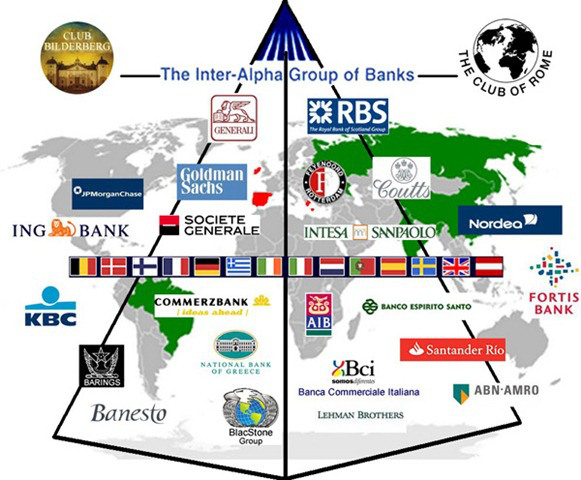 CLUB
BILDERBERG
THE CLUB OF ROME
The Inter-Alpha Group of Banks
GENERALI
RBS
The Royal Bank of Scotland Group
JPMorganChase
Goldman
Sachs
FEYENOORD
ROTTERDAM
F
Coutts
Nordea
ING BANK
SOCIETE
GENERALE
INTESA SANPAOLO
KBC
COMMERZBANK
ideas ahead
AIB
BANCO ESPIRITO SANTO
FORTIS
BANK
BARINGS
NATIONAL BANK
OF GREECE
Bci
somos diferentes
Santander Río
Banca Commerciale Italiana
ABN·AMRO
Banesto
BlacStone
Group
LEHMAN BROTHERS